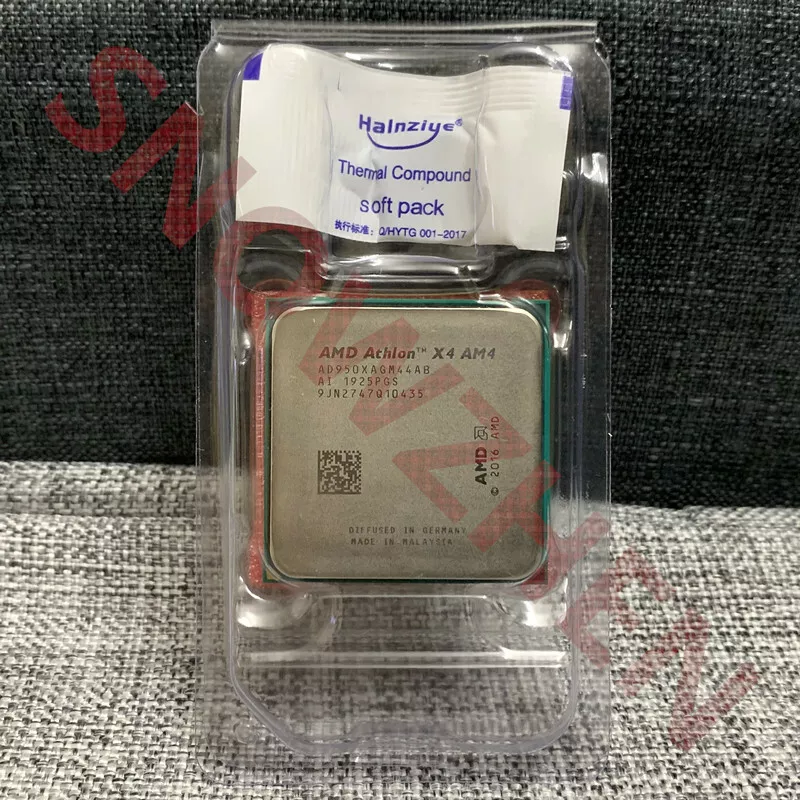 Halnziye®
Thermal Compound
soft pack
执行标准：Q/HYTG 001-2017
AMD Athlon™ X4 AM4
AD950XAGM44AB
AI 1925PGS
9JN2747Q10435
AMD
© 2016 AMD
DIFFUSED IN GERMANY
MADE IN MALAYSIA
SNOWZHEN